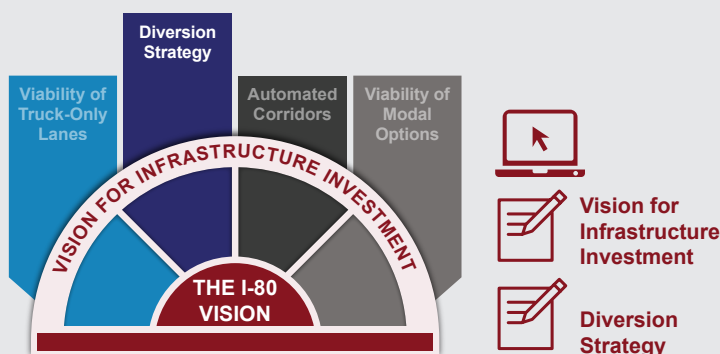 Diversion
Strategy
Viability of
Truck-Only
Lanes
Automated
Corridors
Viability of
Modal
Options
VISION FOR INFRASTRUCTURE INVESTMENT
THE I-80
VISION
Vision for
Infrastructure
Investment
Diversion
Strategy